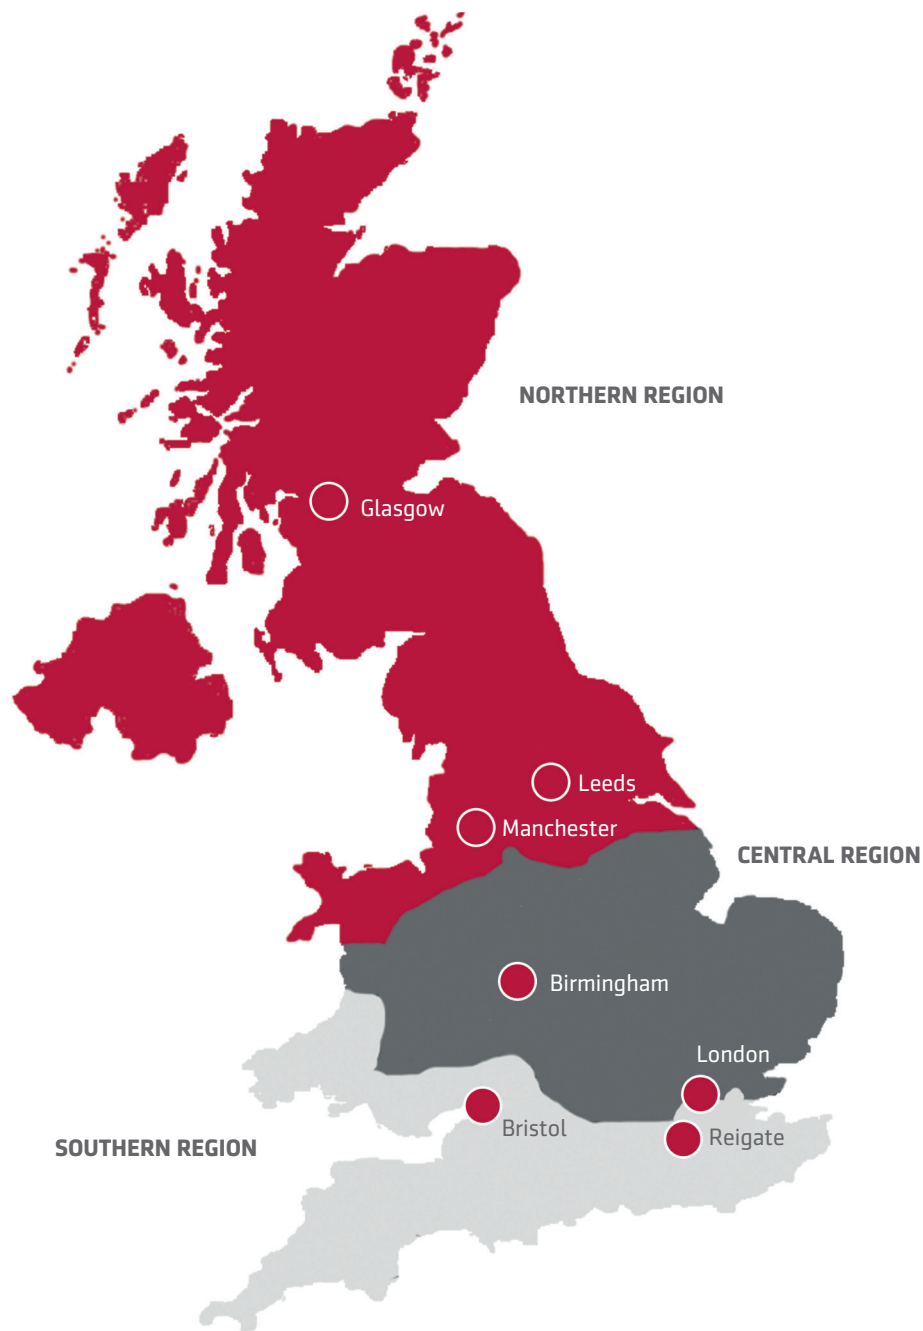 NORTHERN REGION
Glasgow
Leeds
Manchester
CENTRAL REGION
Birmingham
London
Bristol
Reigate
SOUTHERN REGION